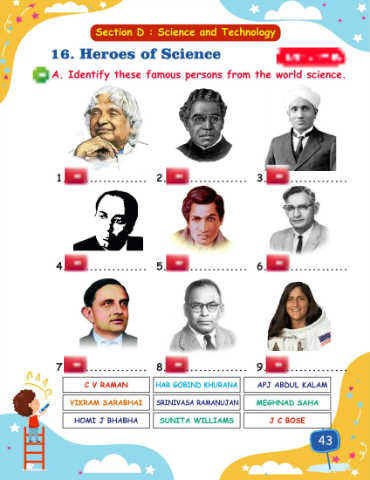 Section D : Science and Technology
16. Heroes of Science
A. Identify these famous persons from the world science.
1. .............. 2. .............. 3. ..............
4. .............. 5. .............. 6. ..............
7. .............. 8. .............. 9. ..............
C V RAMAN HAR GOBIND KHURANA APJ ABDUL KALAM
VIKRAM SARABHAI SRINIVASA RAMANUJAN MEGHNAD SAHA
HOMI J BHABHA SUNITA WILLIAMS J C BOSE
43